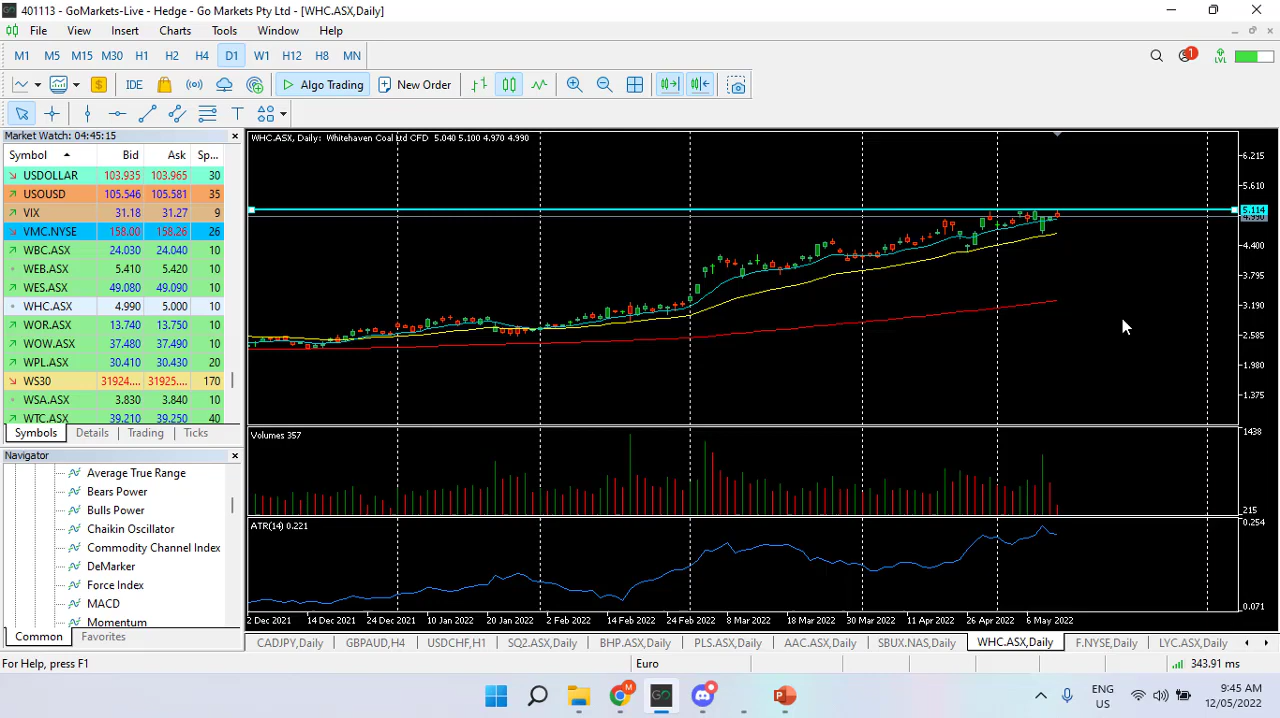 401113 - GoMarkets-Live - Hedge - Go Markets Pty Ltd - [WHC.ASX,Daily]
File View Insert Charts Tools Window Help
M1 M5 M15 M30 H1 H2 H4 D1 W1 H12 H8 MN
1 LVL
IDE Algo Trading New Order
Market Watch: 04:45:15
Symbol Bid Ask Sp...
USDOLLAR 103.935 103.965 30
USOUSD 105.546 105.581 35
VIX 31.18 31.27 9
VMC.NYSE 158.00 158.26 26
WBC.ASX 24.030 24.040 10
WEB.ASX 5.410 5.420 10
WES.ASX 49.080 49.090 10
WHC.ASX 4.990 5.000 10
WOR.ASX 13.740 13.750 10
WOW.ASX 37.480 37.490 10
WPL.ASX 30.410 30.430 20
WS30 31924.... 31925.... 170
WSA.ASX 3.830 3.840 10
WTC.ASX 39.210 39.250 40
Symbols Details Trading Ticks
Navigator
Average True Range
Bears Power
Bulls Power
Chaikin Oscillator
Commodity Channel Index
DeMarker
Force Index
MACD
Momentum
Common Favorites
WHC.ASX, Daily: Whitehaven Coal Ltd CFD 5.040 5.100 4.970 4.990
6.215
5.610
5.114
4.400
3.795
3.190
2.585
1.980
1.375
Volumes 357
1438
215
ATR(14) 0.221
0.254
0.071
2 Dec 2021 14 Dec 2021 24 Dec 2021 10 Jan 2022 20 Jan 2022 2 Feb 2022 14 Feb 2022 24 Feb 2022 8 Mar 2022 18 Mar 2022 30 Mar 2022 11 Apr 2022 26 Apr 2022 6 May 2022
CADJPY,Daily GBPAUD,H4 USDCHF,H1 SQ2.ASX,Daily BHP.ASX,Daily PLS.ASX,Daily AAC.ASX,Daily SBUX.NAS,Daily WHC.ASX,Daily F.NYSE,Daily LYC.ASX,Daily
For Help, press F1 Euro 343.91 ms
GO M P
ENG
US
9:45 AM
12/05/2022